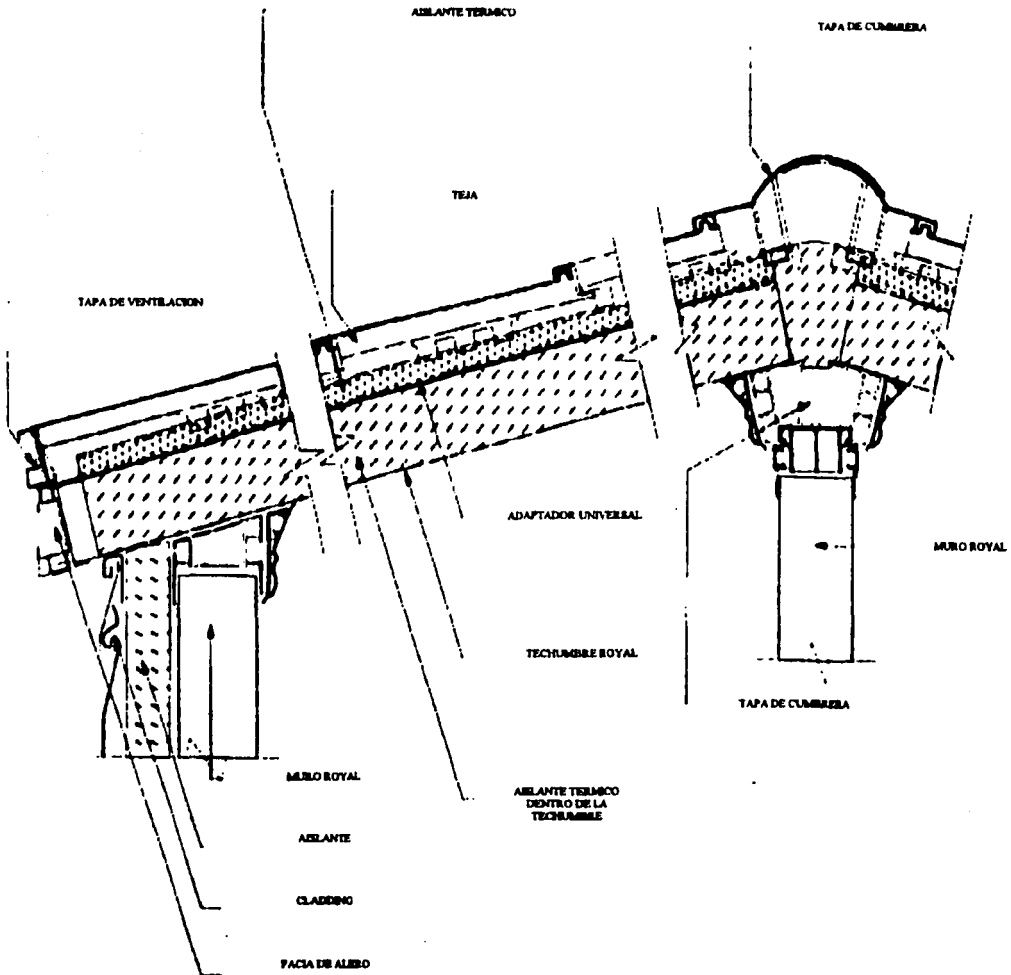 AISLANTE TERMICO
TAPA DE CUMBRERA
TEJA
TAPA DE VENTILACION
ADAPTADOR UNIVERSAL
MURO ROYAL
TECHUMBRE ROYAL
TAPA DE CUMBRERA
MURO ROYAL
AISLANTE TERMICO
DENTRO DE LA
TECHUMBRE
AISLANTE
CLADDING
FACIA DE ALERO